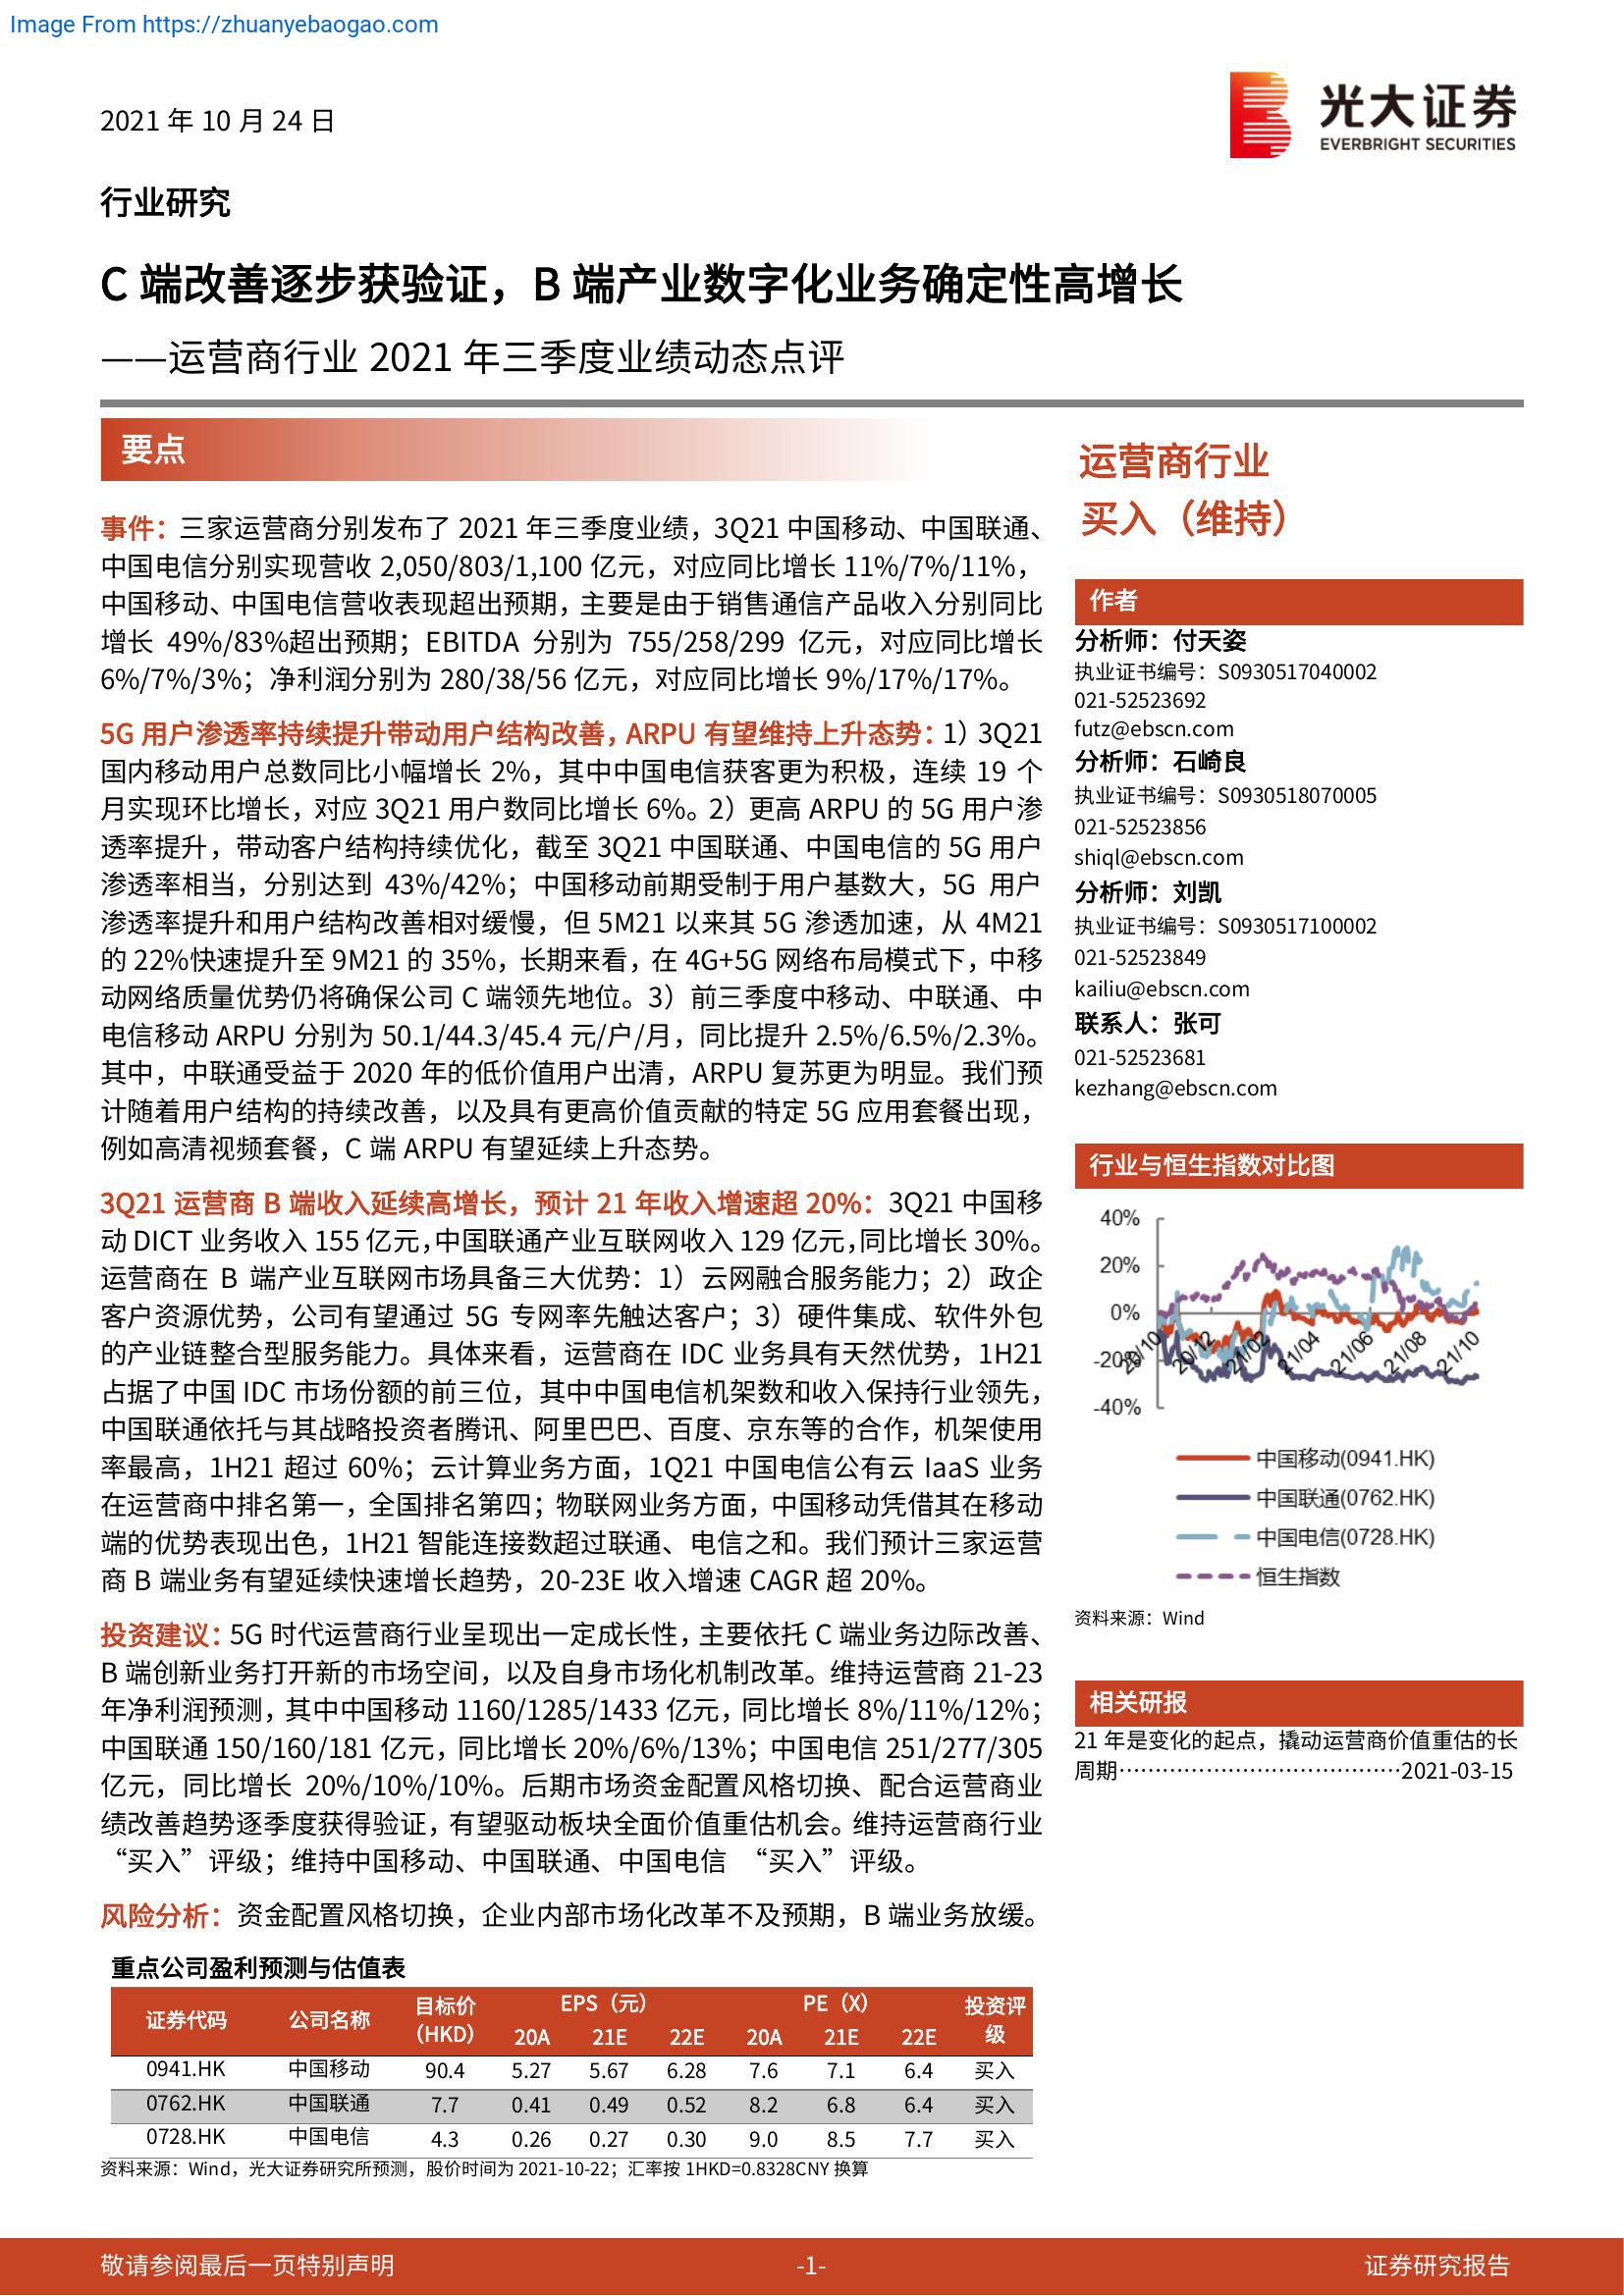 Image From https://zhuanyebaogao.com
2021 年 10 月 24 日
光大证券
EVERBRIGHT SECURITIES
行业研究
C 端改善逐步获验证，B 端产业数字化业务确定性高增长
——运营商行业 2021 年三季度业绩动态点评
要点
事件：三家运营商分别发布了 2021 年三季度业绩，3Q21 中国移动、中国联通、
中国电信分别实现营收 2,050/803/1,100 亿元，对应同比增长 11%/7%/11%，
中国移动、中国电信营收表现超出预期，主要是由于销售通信产品收入分别同比
增长 49%/83%超出预期；EBITDA 分别为 755/258/299 亿元，对应同比增长
6%/7%/3%；净利润分别为 280/38/56 亿元，对应同比增长 9%/17%/17%。
5G 用户渗透率持续提升带动用户结构改善，ARPU 有望维持上升态势：1）3Q21
国内移动用户总数同比小幅增长 2%，其中中国电信获客更为积极，连续 19 个
月实现环比增长，对应 3Q21 用户数同比增长 6%。2）更高 ARPU 的 5G 用户渗
透率提升，带动客户结构持续优化，截至 3Q21 中国联通、中国电信的 5G 用户
渗透率相当，分别达到 43%/42%；中国移动前期受制于用户基数大，5G 用户
渗透率提升和用户结构改善相对缓慢，但 5M21 以来其 5G 渗透加速，从 4M21
的 22%快速提升至 9M21 的 35%，长期来看，在 4G+5G 网络布局模式下，中移
动网络质量优势仍将确保公司 C 端领先地位。3）前三季度中移动、中联通、中
电信移动 ARPU 分别为 50.1/44.3/45.4 元/户/月，同比提升 2.5%/6.5%/2.3%。
其中，中联通受益于 2020 年的低价值用户出清，ARPU 复苏更为明显。我们预
计随着用户结构的持续改善，以及具有更高价值贡献的特定 5G 应用套餐出现，
例如高清视频套餐，C 端 ARPU 有望延续上升态势。
3Q21 运营商 B 端收入延续高增长，预计 21 年收入增速超 20%：3Q21 中国移
动 DICT 业务收入 155 亿元，中国联通产业互联网收入 129 亿元，同比增长 30%。
运营商在 B 端产业互联网市场具备三大优势：1）云网融合服务能力；2）政企
客户资源优势，公司有望通过 5G 专网率先触达客户；3）硬件集成、软件外包
的产业链整合型服务能力。具体来看，运营商在 IDC 业务具有天然优势，1H21
占据了中国 IDC 市场份额的前三位，其中中国电信机架数和收入保持行业领先，
中国联通依托与其战略投资者腾讯、阿里巴巴、百度、京东等的合作，机架使用
率最高，1H21 超过 60%；云计算业务方面，1Q21 中国电信公有云 IaaS 业务
在运营商中排名第一，全国排名第四；物联网业务方面，中国移动凭借其在移动
端的优势表现出色，1H21 智能连接数超过联通、电信之和。我们预计三家运营
商 B 端业务有望延续快速增长趋势，20-23E 收入增速 CAGR 超 20%。
投资建议：5G 时代运营商行业呈现出一定成长性，主要依托 C 端业务边际改善、
B 端创新业务打开新的市场空间，以及自身市场化机制改革。维持运营商 21-23
年净利润预测，其中中国移动 1160/1285/1433 亿元，同比增长 8%/11%/12%；
中国联通 150/160/181 亿元，同比增长 20%/6%/13%；中国电信 251/277/305
亿元，同比增长 20%/10%/10%。后期市场资金配置风格切换、配合运营商业
绩改善趋势逐季度获得验证，有望驱动板块全面价值重估机会。维持运营商行业
“买入”评级；维持中国移动、中国联通、中国电信 “买入”评级。
风险分析：资金配置风格切换，企业内部市场化改革不及预期，B 端业务放缓。
重点公司盈利预测与估值表
证券代码 公司名称 目标价（HKD） EPS（元） PE（X） 投资评级
20A 21E 22E 20A 21E 22E
0941.HK 中国移动 90.4 5.27 5.67 6.28 7.6 7.1 6.4 买入
0762.HK 中国联通 7.7 0.41 0.49 0.52 8.2 6.8 6.4 买入
0728.HK 中国电信 4.3 0.26 0.27 0.30 9.0 8.5 7.7 买入
资料来源：Wind，光大证券研究所预测，股价时间为 2021-10-22；汇率按 1HKD=0.8328CNY 换算
运营商行业
买入（维持）
作者
分析师：付天姿
执业证书编号：S0930517040002
021-52523692
futz@ebscn.com
分析师：石崎良
执业证书编号：S0930518070005
021-52523856
shiql@ebscn.com
分析师：刘凯
执业证书编号：S0930517100002
021-52523849
kailiu@ebscn.com
联系人：张可
021-52523681
kezhang@ebscn.com
行业与恒生指数对比图
40%
20%
0%
-20%
-40%
20/10 20/12 21/02 21/04 21/06 21/08 21/10
中国移动(0941.HK)
中国联通(0762.HK)
中国电信(0728.HK)
恒生指数
资料来源：Wind
相关研报
21 年是变化的起点，撬动运营商价值重估的长
周期…………………………………2021-03-15
敬请参阅最后一页特别声明 -1- 证券研究报告